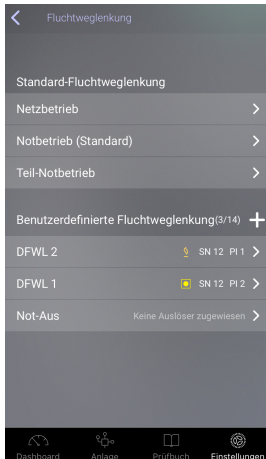 Fluchtweglenkung
Standard-Fluchtweglenkung
Netzbetrieb
Notbetrieb (Standard)
Teil-Notbetrieb
Benutzerdefinierte Fluchtweglenkung(3/14) +
DFWL 2 SN 12 PI 1
DFWL 1 SN 12 PI 2
Not-Aus Keine Auslöser zugewiesen
Dashboard Anlage Prüfbuch Einstellungen